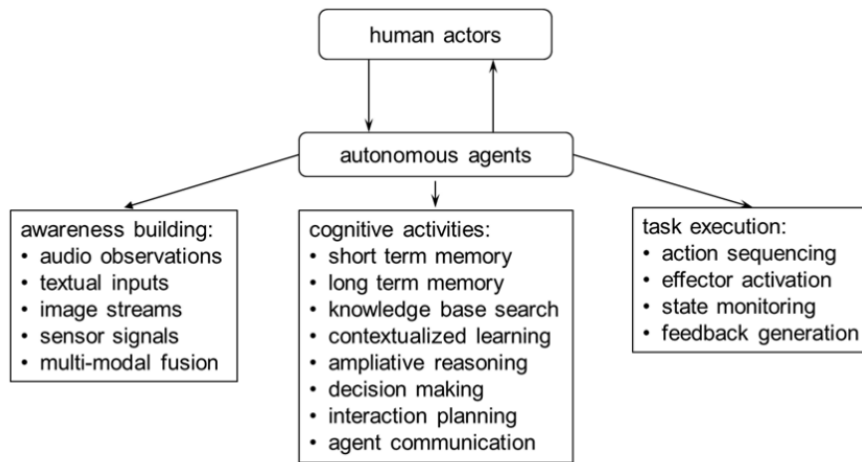 human actors
autonomous agents
awareness building:
• audio observations
• textual inputs
• image streams
• sensor signals
• multi-modal fusion
cognitive activities:
• short term memory
• long term memory
• knowledge base search
• contextualized learning
• ampliative reasoning
• decision making
• interaction planning
• agent communication
task execution:
• action sequencing
• effector activation
• state monitoring
• feedback generation